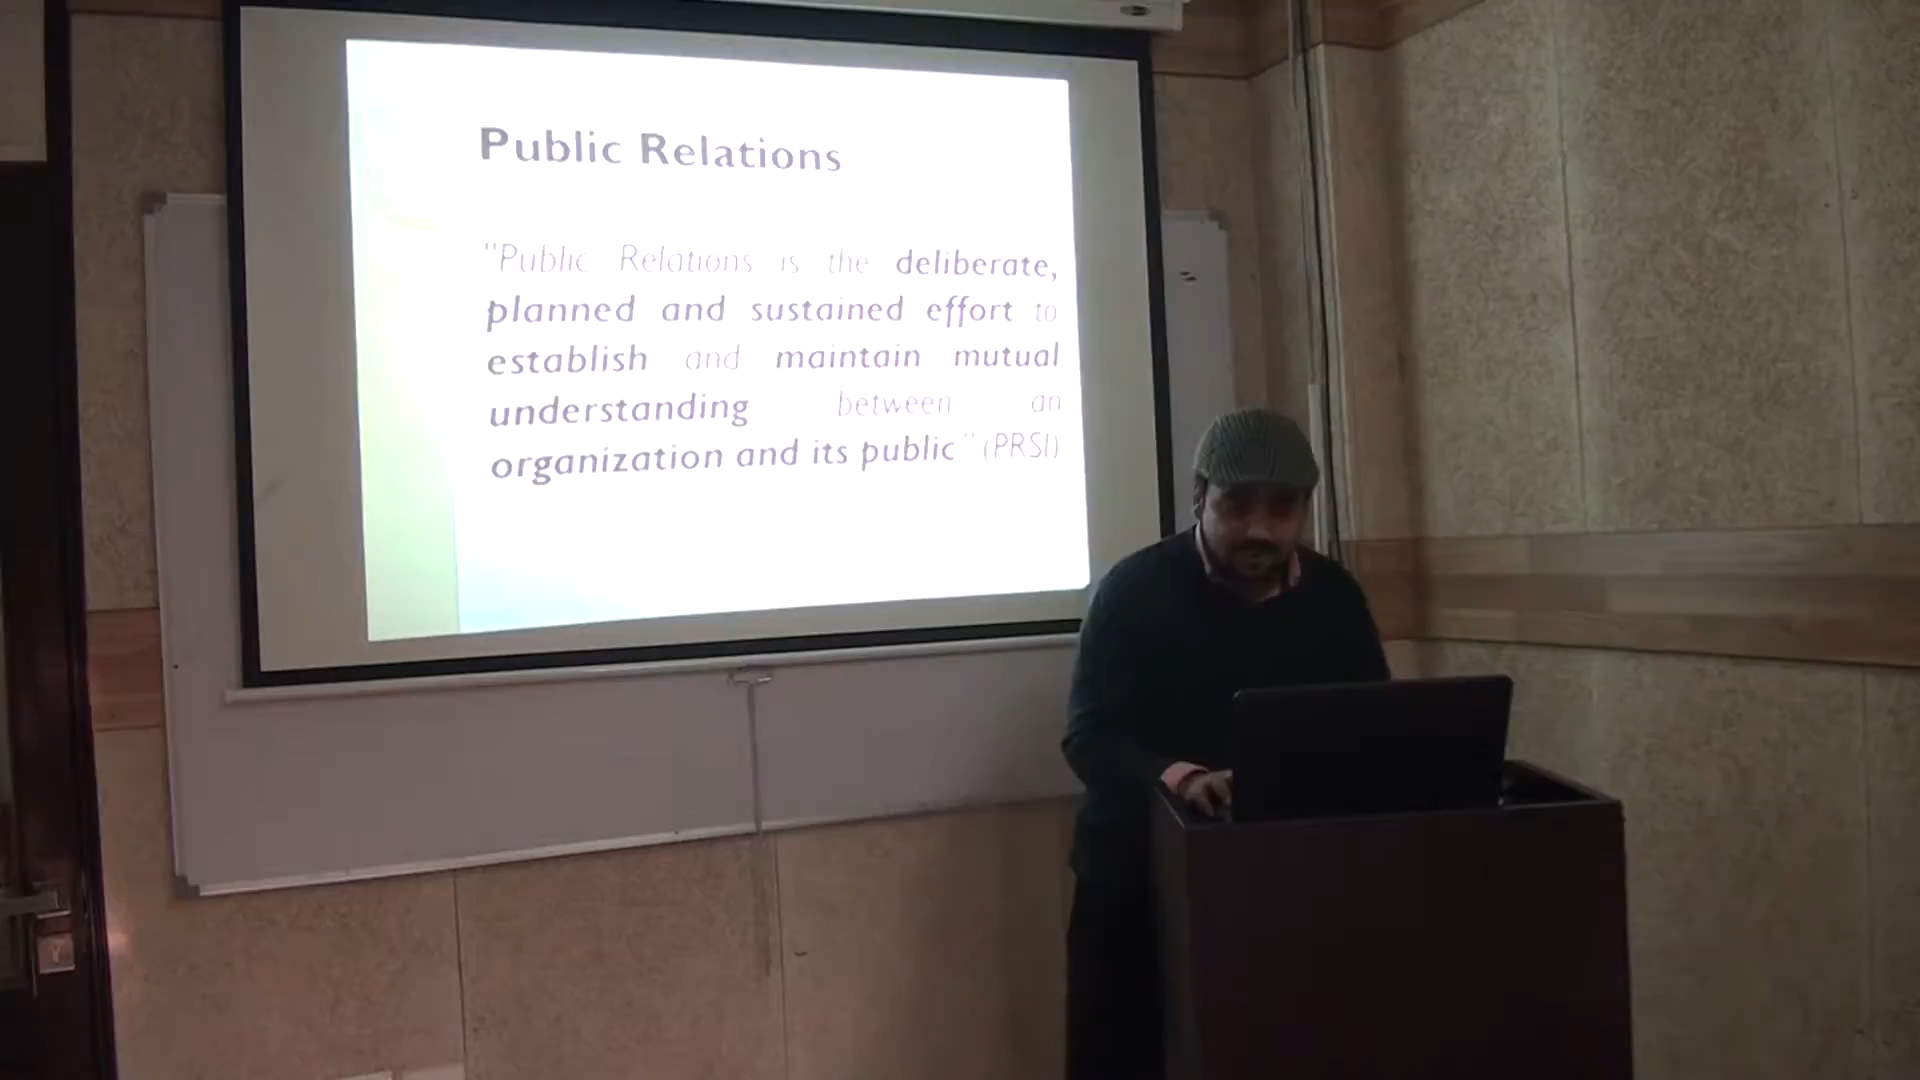 Public Relations
"Public Relations is the deliberate,
planned and sustained effort to
establish and maintain mutual
understanding between an
organization and its public" (PRSI)